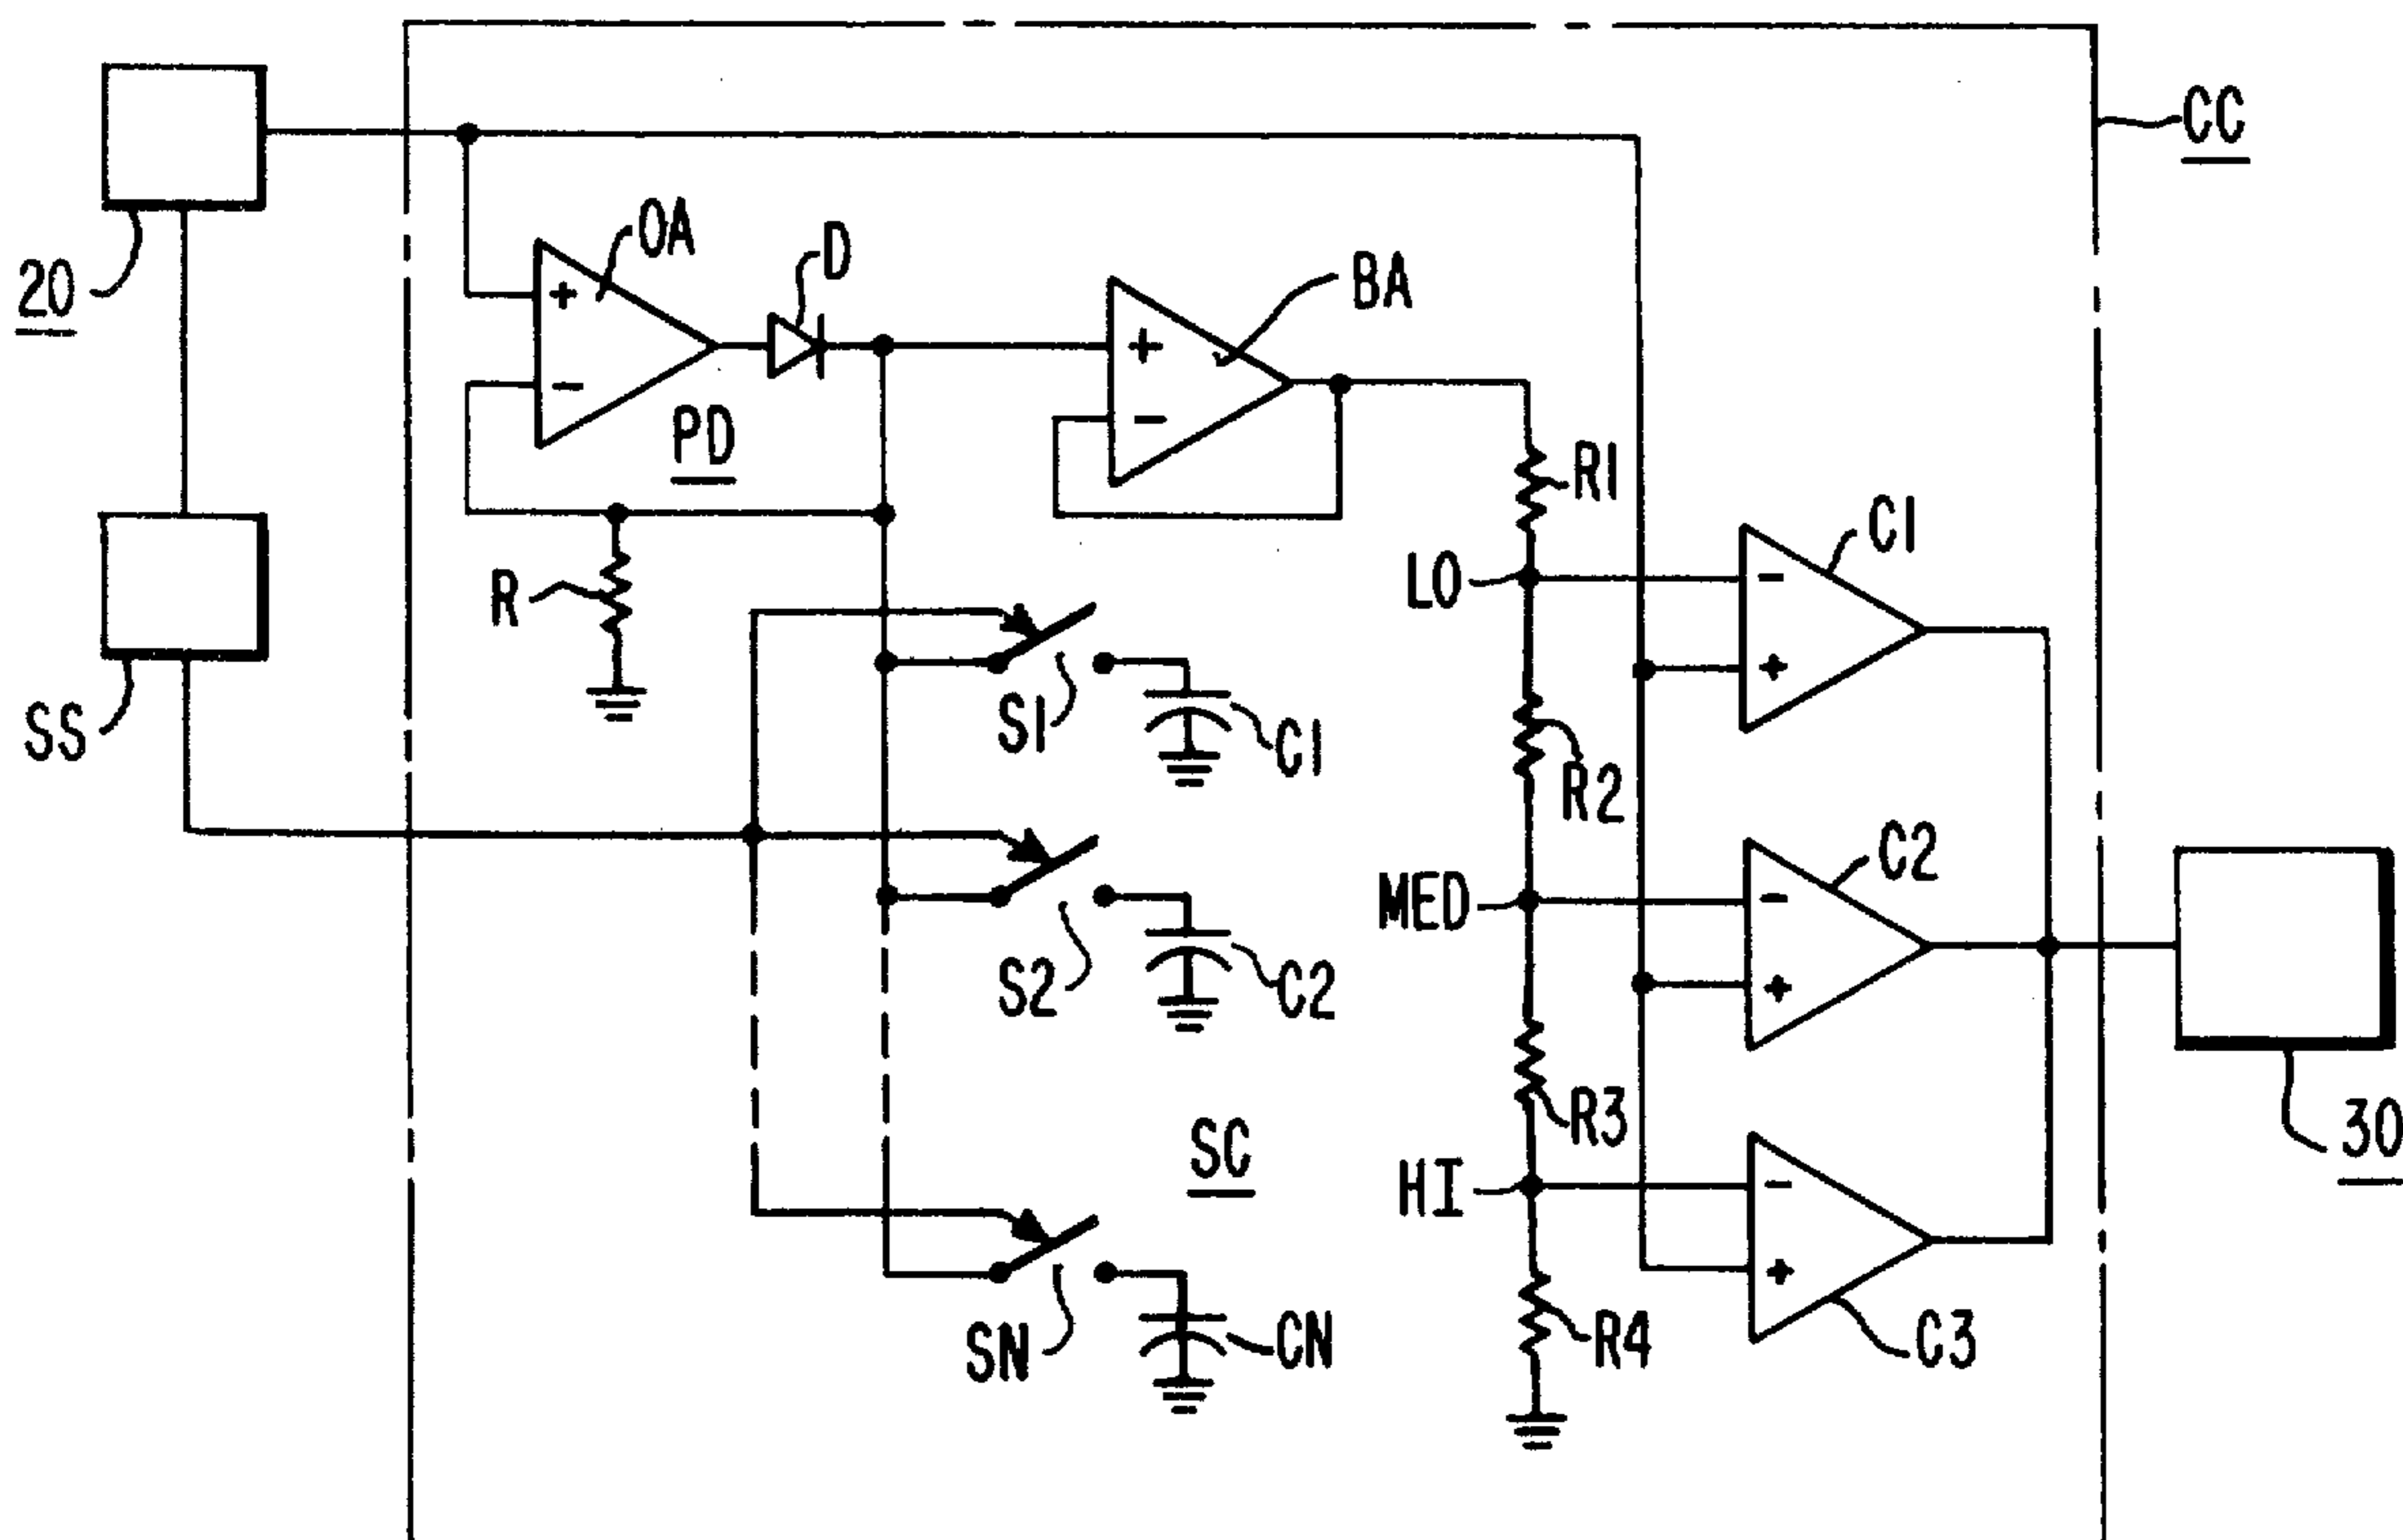 CC
20
OA
+
-
D
BA
+
-
PD
R1
R
LO
C1
-
+
SS
S1
C1
R2
MED
C2
-
+
S2
C2
R3
SC
HI
-
+
30
SN
CN
R4
C3